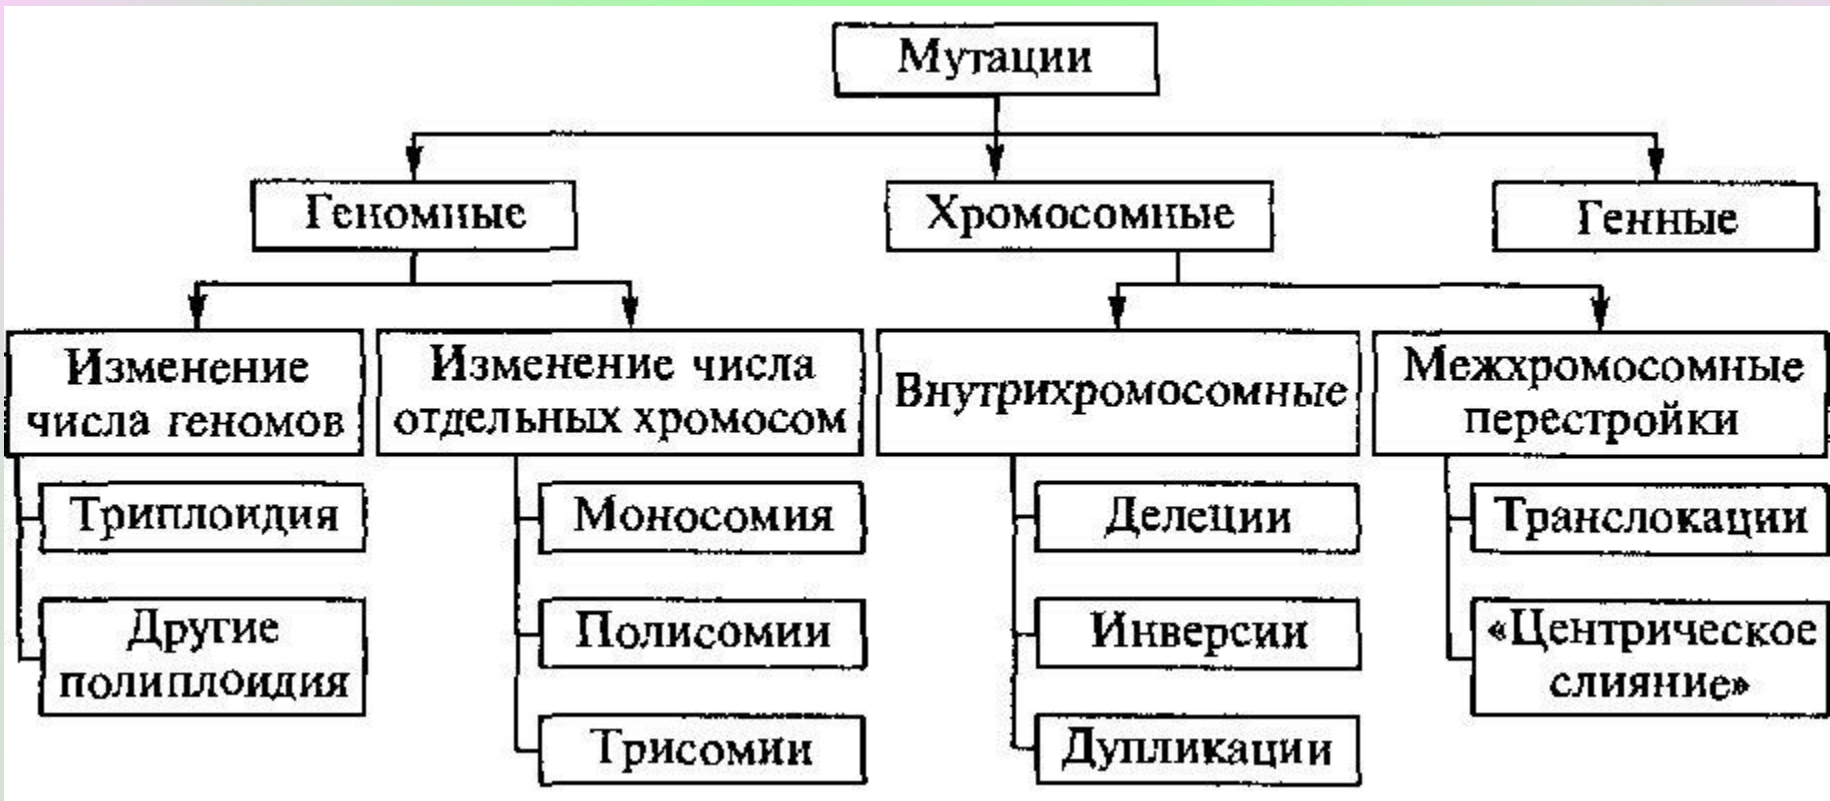 Мутации
Геномные
Хромосомные
Генные
Изменение
числа геномов
Изменение числа
отдельных хромосом
Внутрихромосомные
Межхромосомные
перестройки
Триплоидия
Другие
полиплоидия
Моносомия
Полисомии
Трисомии
Делеции
Инверсии
Дупликации
Транслокации
«Центрическое
слияние»